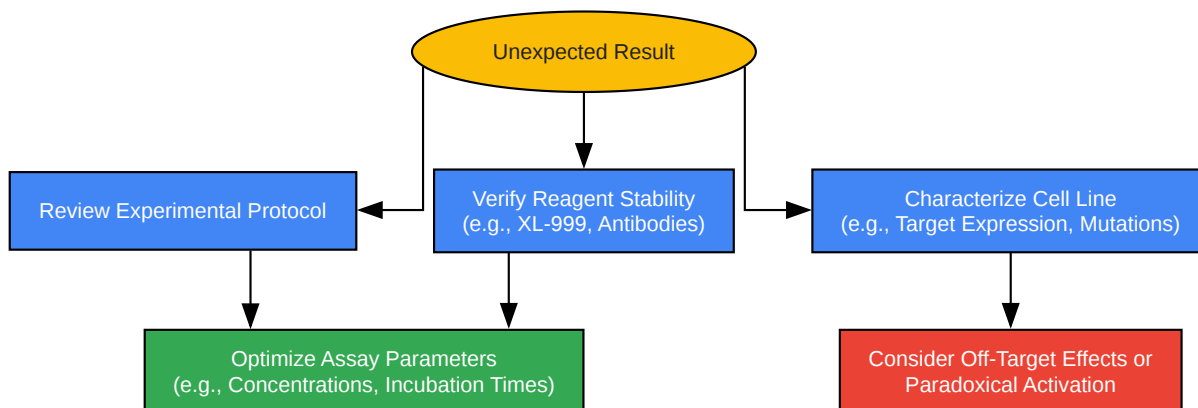 Unexpected Result
Review Experimental Protocol
Verify Reagent Stability
(e.g., XL-999, Antibodies)
Characterize Cell Line
(e.g., Target Expression, Mutations)
Optimize Assay Parameters
(e.g., Concentrations, Incubation Times)
Consider Off-Target Effects or
Paradoxical Activation